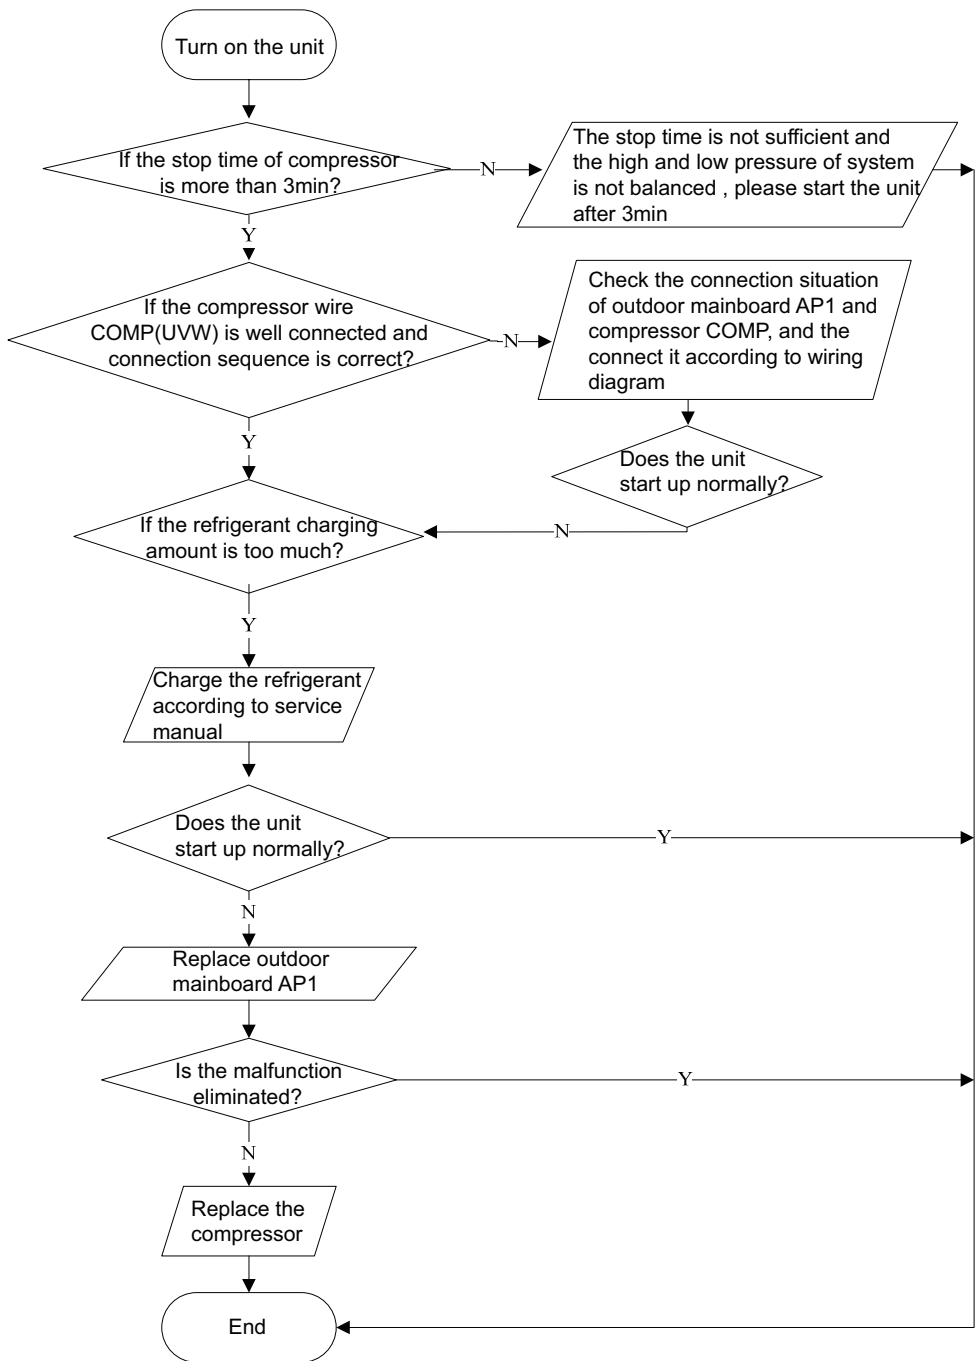 Turn on the unit
If the stop time of compressor
is more than 3min?
N
The stop time is not sufficient and
the high and low pressure of system
is not balanced , please start the unit
after 3min
Y
If the compressor wire
COMP(UVW) is well connected and
connection sequence is correct?
N
Check the connection situation
of outdoor mainboard AP1 and
compressor COMP, and the
connect it according to wiring
diagram
Y
Does the unit
start up normally?
If the refrigerant charging
amount is too much?
N
Y
Charge the refrigerant
according to service
manual
Does the unit
start up normally?
Y
N
Replace outdoor
mainboard AP1
Is the malfunction
eliminated?
Y
N
Replace the
compressor
End